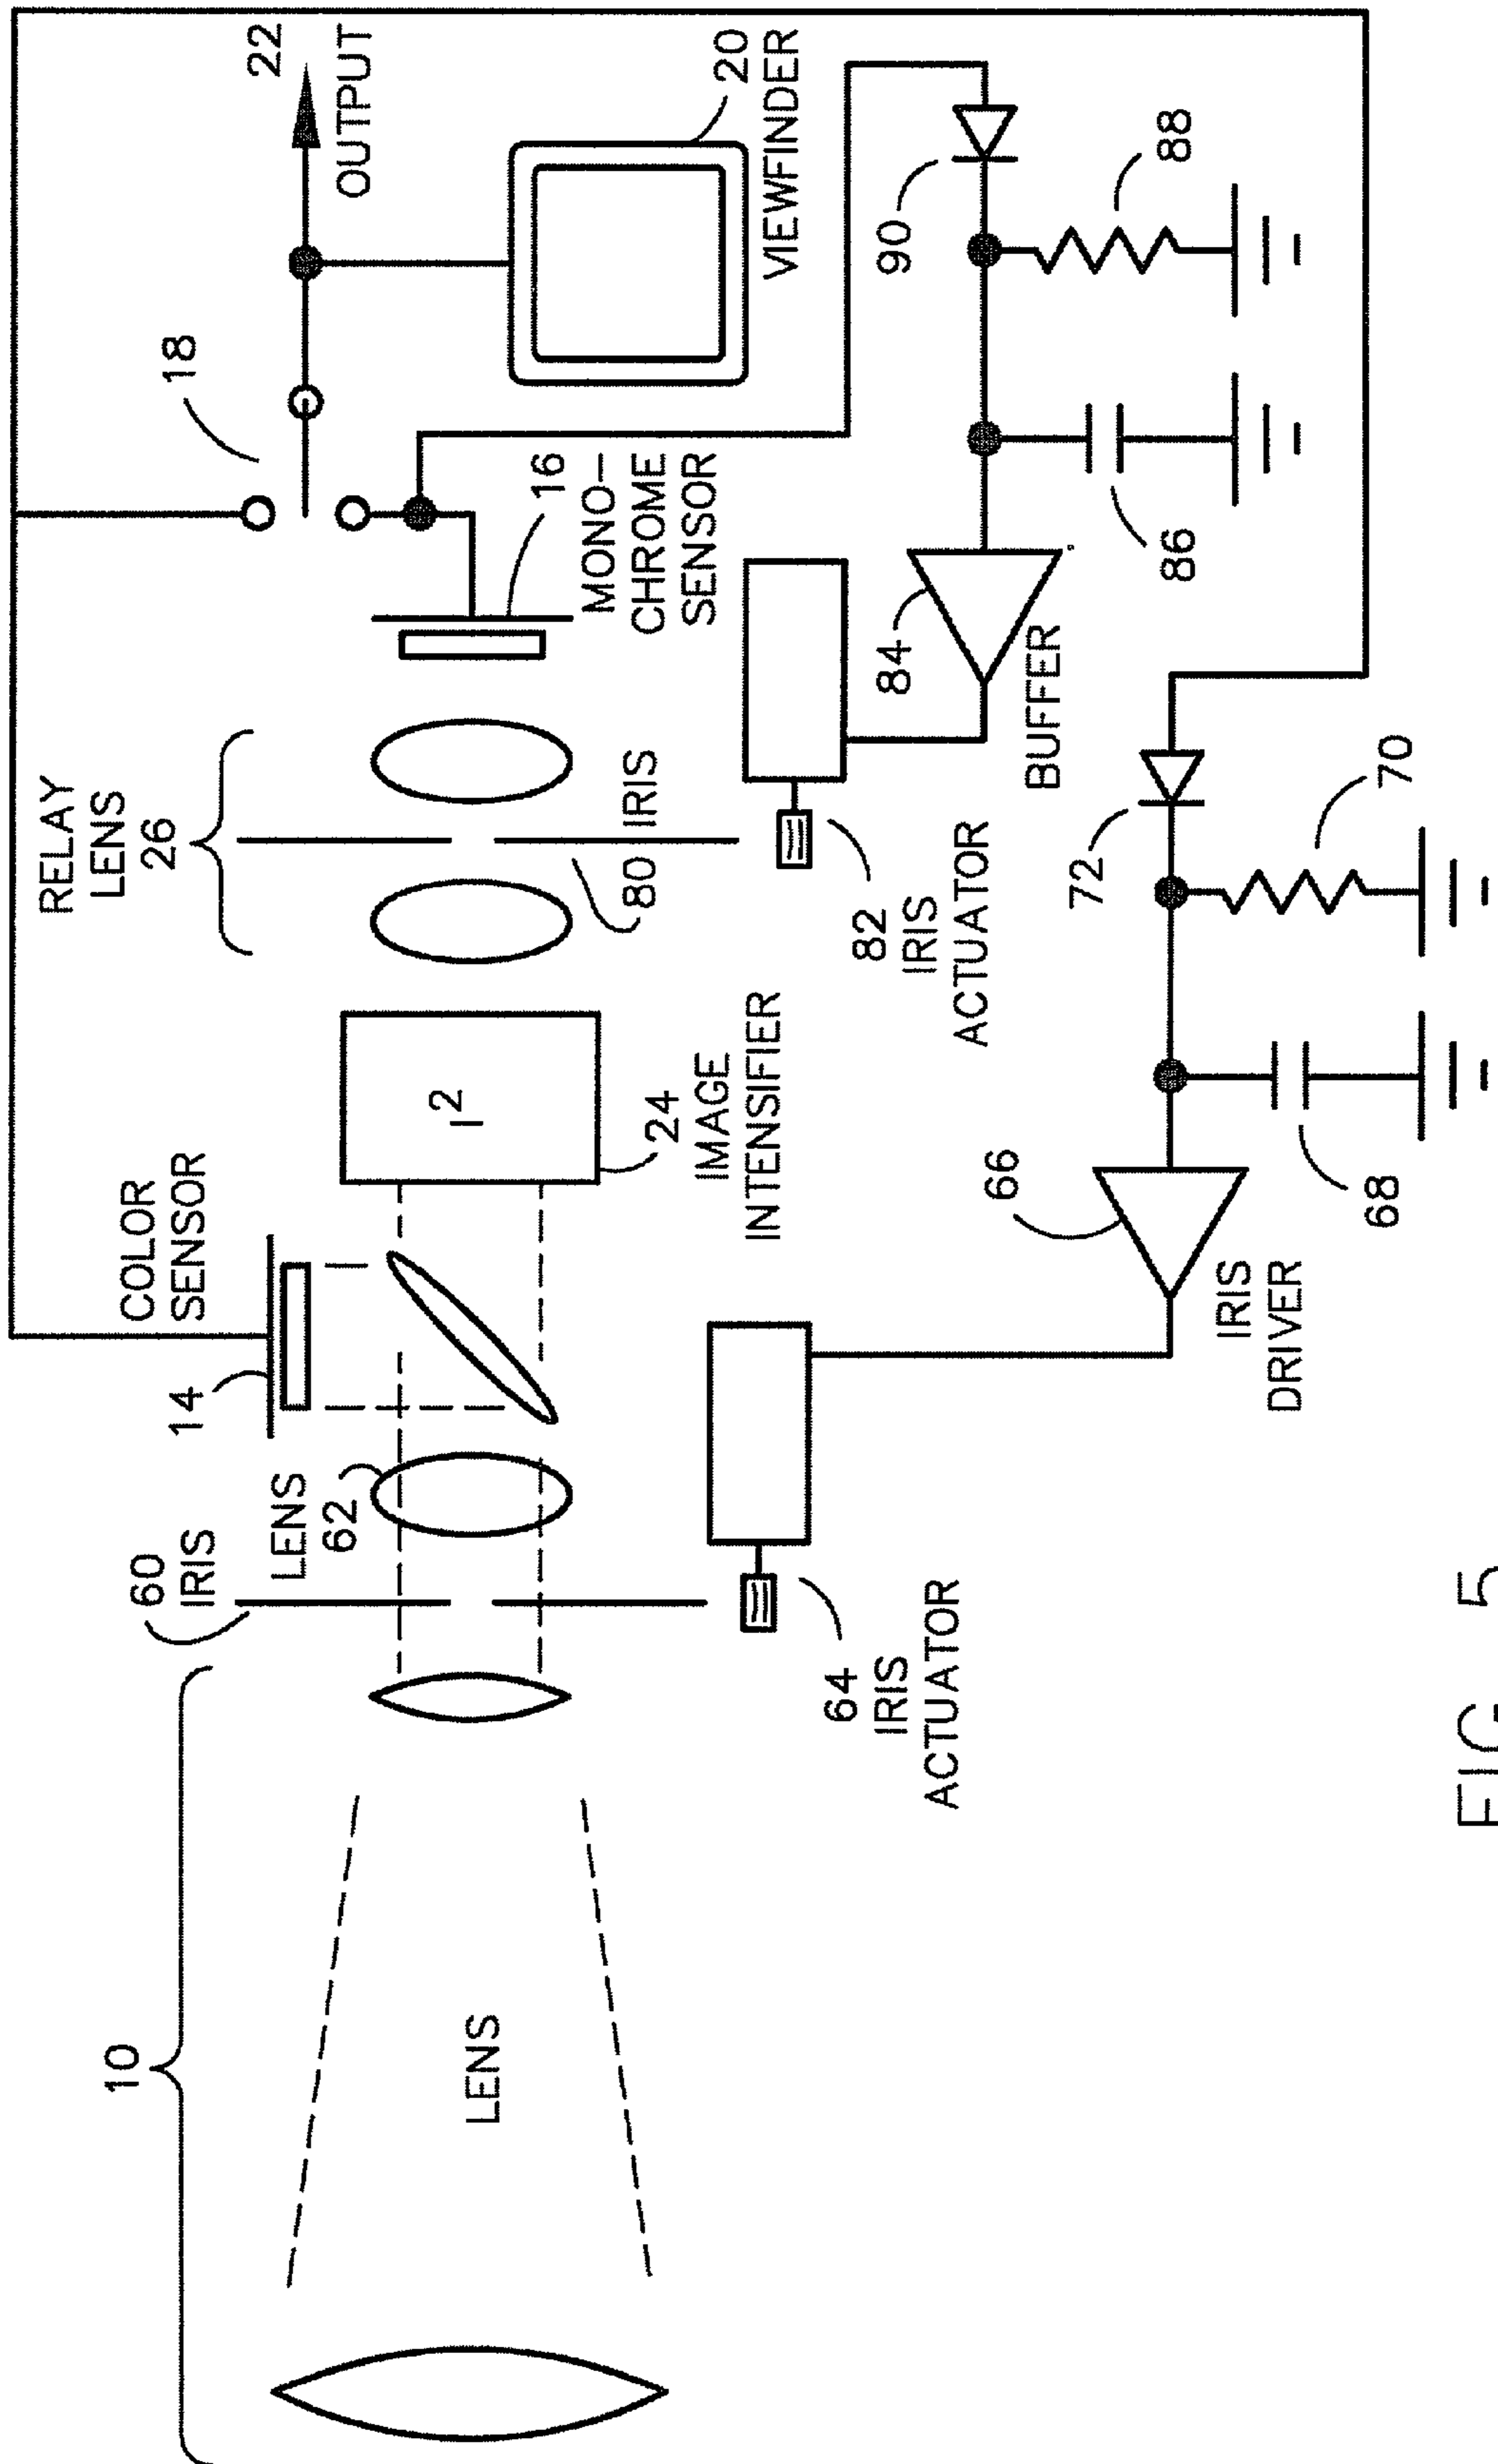 10
LENS
60
IRIS
LENS
62
14
COLOR
SENSOR
I2
24
IMAGE
INTENSIFIER
RELAY
LENS
26
80 IRIS
16
MONO-
CHROME
SENSOR
18
22
OUTPUT
20
VIEWFINDER
64
IRIS
ACTUATOR
82
IRIS
ACTUATOR
84
BUFFER
86
88
90
66
IRIS
DRIVER
68
70
72
FIG. 5